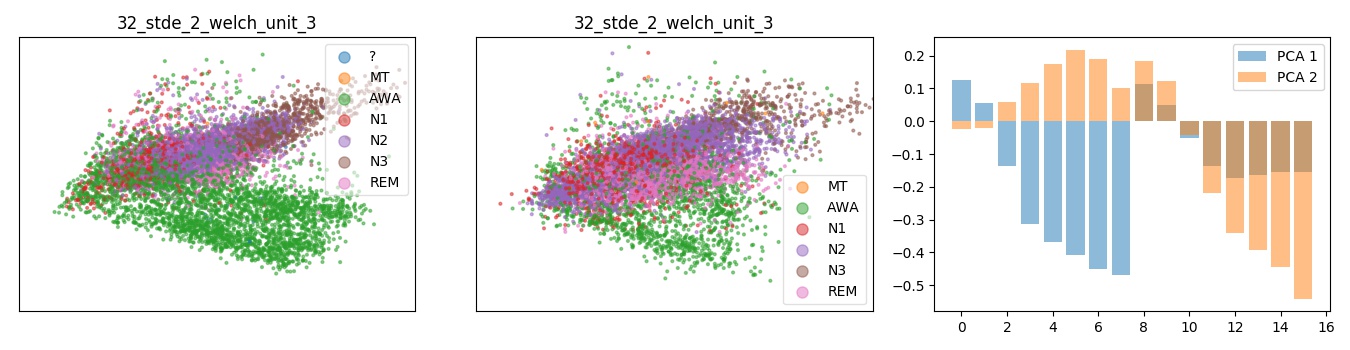 32_stde_2_welch_unit_3
?
MT
AWA
N1
N2
N3
REM
32_stde_2_welch_unit_3
MT
AWA
N1
N2
N3
REM
PCA 1
PCA 2
0.2
0.1
0.0
−0.1
−0.2
−0.3
−0.4
−0.5
0 2 4 6 8 10 12 14 16